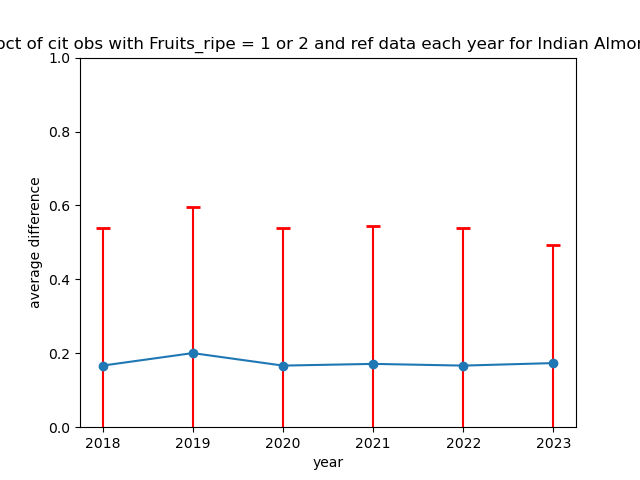 pct of cit obs with Fruits_ripe = 1 or 2 and ref data each year for Indian Almon
1.0
0.8
0.6
0.4
0.2
0.0
average difference
2018 2019 2020 2021 2022 2023
year